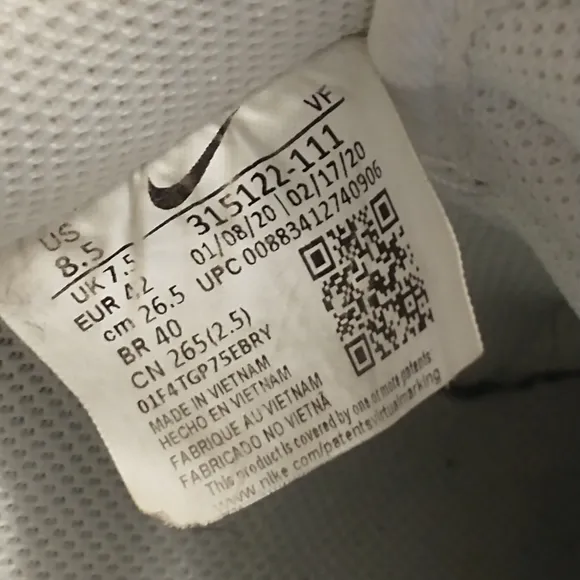 US
8.5
UK 7.5
EUR 42
cm 26.5
BR 40
CN 265(2.5)
01F4TGP75EBRY
MADE IN VIETNAM
HECHO EN VIETNAM
FABRIQUE AU VIETNAM
FABRICADO NO VIETNÃ
VF
315122-111
01/08/20 | 02/17/20
UPC 00883412740906
This product is covered by one or more patents
www.nike.com/patentsvirtualmarking